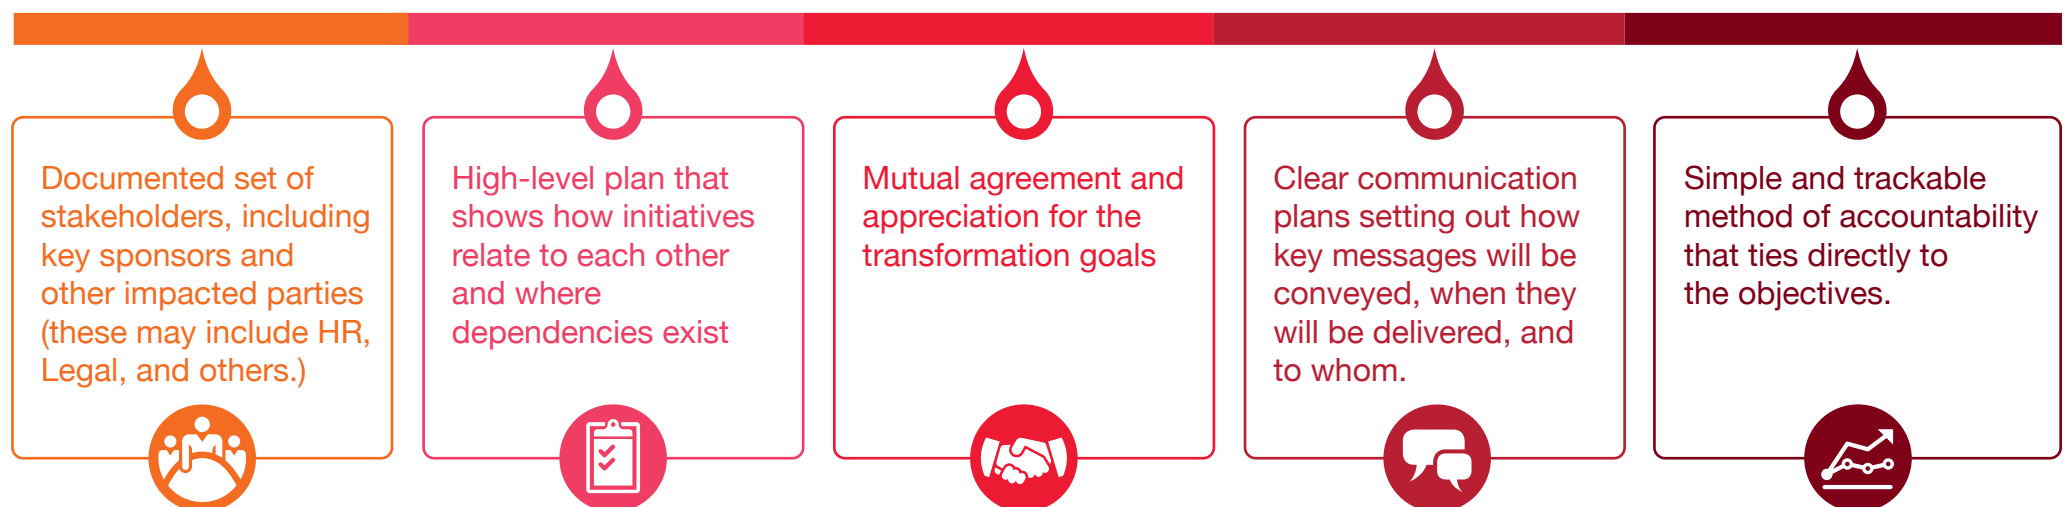 Documented set of
stakeholders, including
key sponsors and
other impacted parties
(these may include HR,
Legal, and others.)
High-level plan that
shows how initiatives
relate to each other
and where
dependencies exist
Mutual agreement and
appreciation for the
transformation goals
Clear communication
plans setting out how
key messages will be
conveyed, when they
will be delivered, and
to whom.
Simple and trackable
method of accountability
that ties directly to
the objectives.